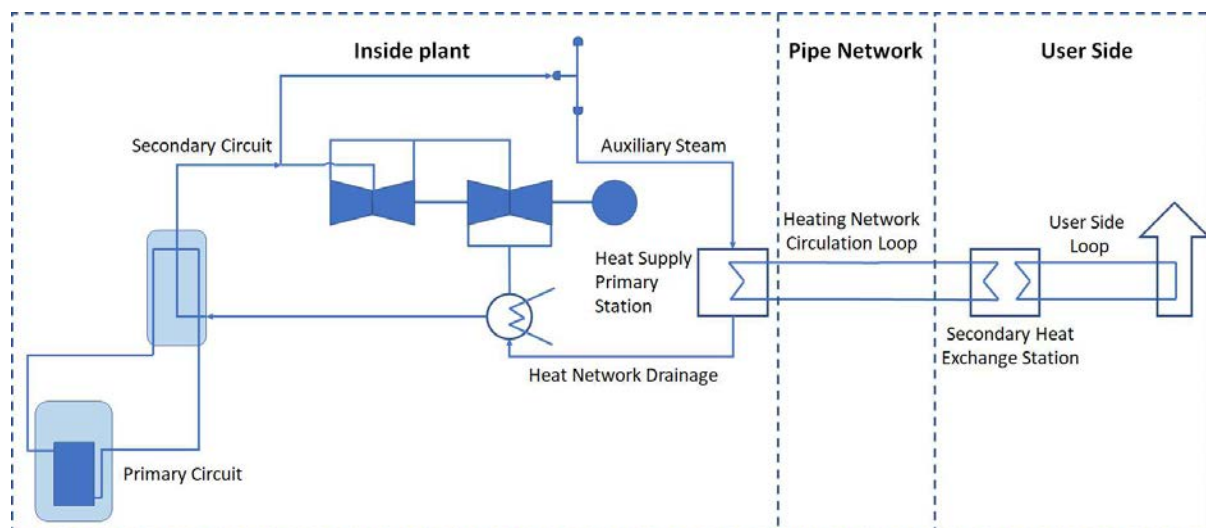 Inside plant
Pipe Network
User Side
Secondary Circuit
Auxiliary Steam
Heating Network
Circulation Loop
User Side
Loop
Heat Supply
Primary
Station
Secondary Heat
Exchange Station
Heat Network Drainage
Primary Circuit